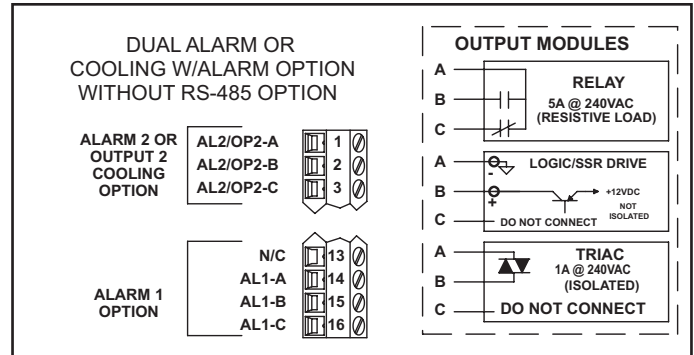 DUAL ALARM OR
COOLING W/ALARM OPTION
WITHOUT RS-485 OPTION
ALARM 2 OR
OUTPUT 2
COOLING
OPTION
AL2/OP2-A 1
AL2/OP2-B 2
AL2/OP2-C 3
ALARM 1
OPTION
N/C 13
AL1-A 14
AL1-B 15
AL1-C 16
OUTPUT MODULES
A
B
C
RELAY
5A @ 240VAC
(RESISTIVE LOAD)
A
B
C
- LOGIC/SSR DRIVE
+ +12VDC
NOT
ISOLATED
DO NOT CONNECT
A
B
C
TRIAC
1A @ 240VAC
(ISOLATED)
DO NOT CONNECT